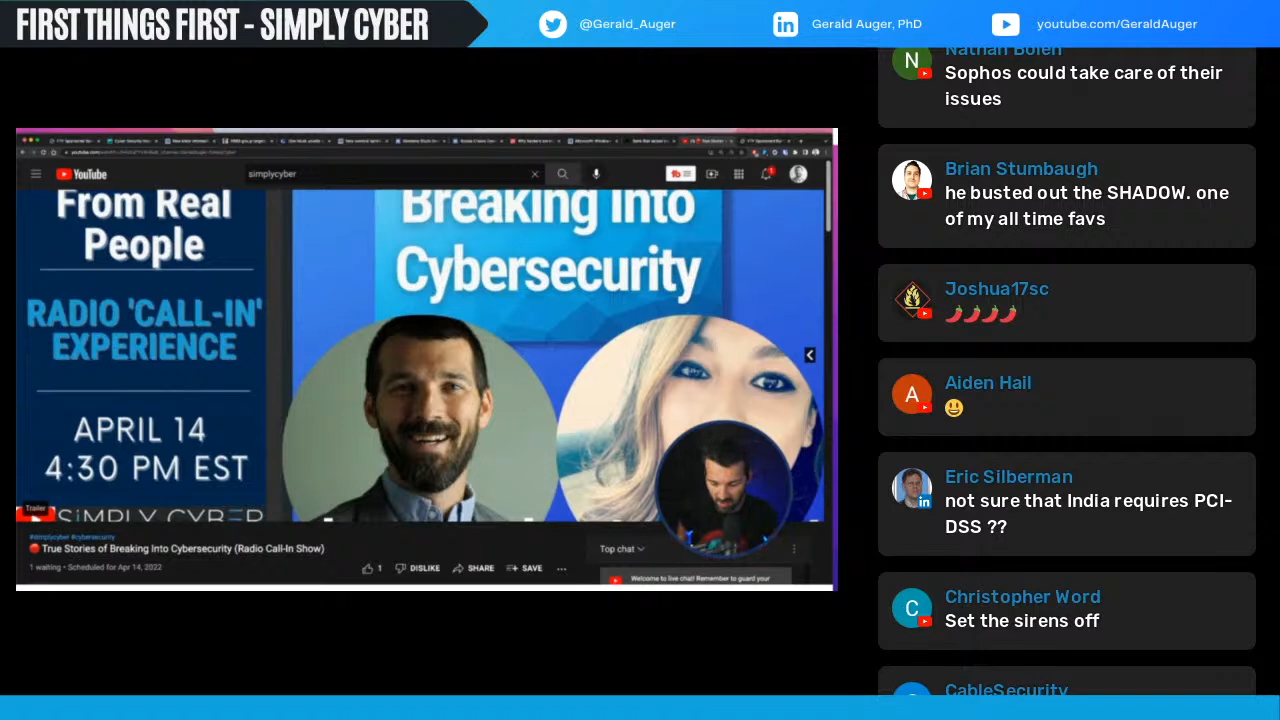 FIRST THINGS FIRST - SIMPLY CYBER
@Gerald_Auger
Gerald Auger, PhD
youtube.com/GeraldAuger
YouTube
simplycyber
From Real
People
RADIO 'CALL-IN'
EXPERIENCE
APRIL 14
4:30 PM EST
SIMPLY CYBER
Breaking Into
Cybersecurity
Trailer
#simplycyber #cybersecurity
True Stories of Breaking Into Cybersecurity (Radio Call-In Show)
1 waiting • Scheduled for Apr 14, 2022
1 DISLIKE SHARE SAVE
Top chat
Welcome to live chat! Remember to guard your
Nathan Bolen
Sophos could take care of their
issues
Brian Stumbaugh
he busted out the SHADOW. one
of my all time favs
Joshua17sc
🌶️🌶️🌶️🌶️
Aiden Hail
😃
Eric Silberman
not sure that India requires PCI-
DSS ??
Christopher Word
Set the sirens off
CableSecurity